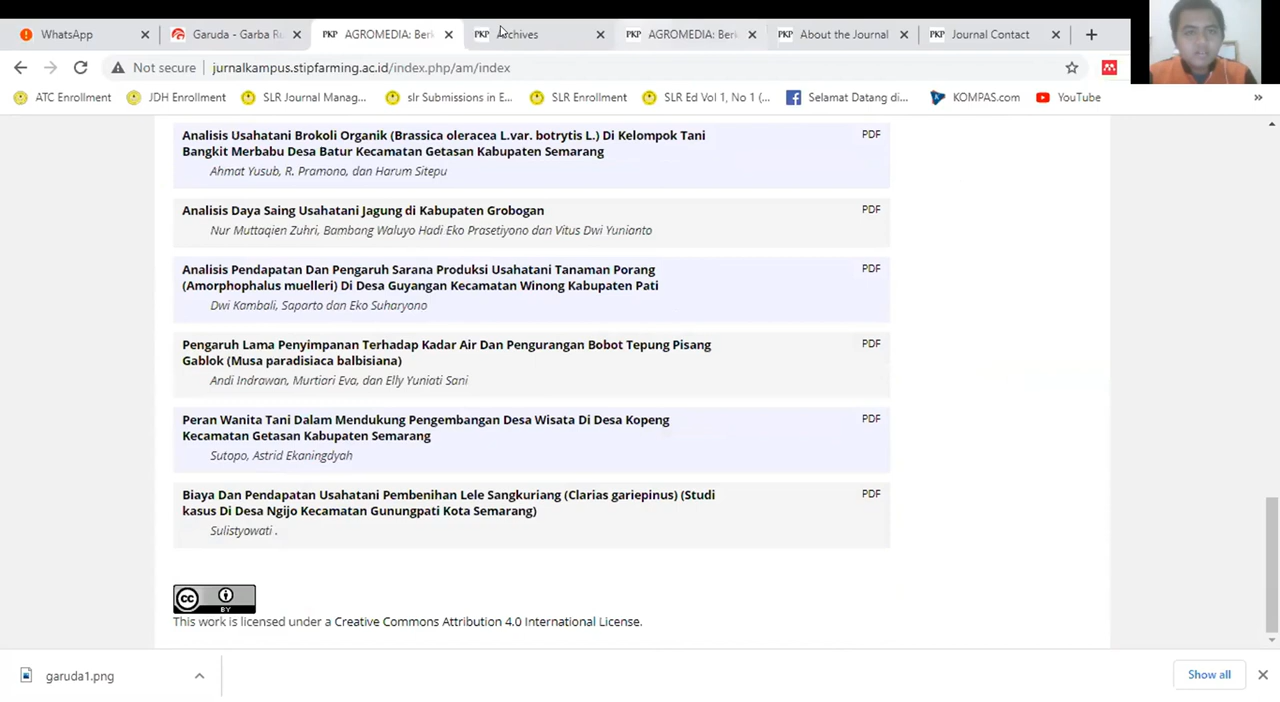 WhatsApp
Garuda - Garba Ru
PKP AGROMEDIA: Berk
PKP Archives
PKP AGROMEDIA: Berk
PKP About the Journal
PKP Journal Contact
Not secure jurnalkampus.stipfarming.ac.id/index.php/am/index
ATC Enrollment JDH Enrollment SLR Journal Manag... slr Submissions in E... SLR Enrollment SLR Ed Vol 1, No 1 (... Selamat Datang di... KOMPAS.com YouTube
Analisis Usahatani Brokoli Organik (Brassica oleracea L.var. botrytis L.) Di Kelompok Tani PDF
Bangkit Merbabu Desa Batur Kecamatan Getasan Kabupaten Semarang
Ahmat Yusub, R. Pramono, dan Harum Sitepu
Analisis Daya Saing Usahatani Jagung di Kabupaten Grobogan PDF
Nur Muttaqien Zuhri, Bambang Waluyo Hadi Eko Prasetiyono dan Vitus Dwi Yunianto
Analisis Pendapatan Dan Pengaruh Sarana Produksi Usahatani Tanaman Porang PDF
(Amorphophalus muelleri) Di Desa Guyangan Kecamatan Winong Kabupaten Pati
Dwi Kambali, Saparto dan Eko Suharyono
Pengaruh Lama Penyimpanan Terhadap Kadar Air Dan Pengurangan Bobot Tepung Pisang PDF
Gablok (Musa paradisiaca balbisiana)
Andi Indrawan, Murtiari Eva, dan Elly Yuniati Sani
Peran Wanita Tani Dalam Mendukung Pengembangan Desa Wisata Di Desa Kopeng PDF
Kecamatan Getasan Kabupaten Semarang
Sutopo, Astrid Ekaningdyah
Biaya Dan Pendapatan Usahatani Pembenihan Lele Sangkuriang (Clarias gariepinus) (Studi PDF
kasus Di Desa Ngijo Kecamatan Gunungpati Kota Semarang)
Sulistyowati .
cc BY
This work is licensed under a Creative Commons Attribution 4.0 International License.
garuda1.png
Show all